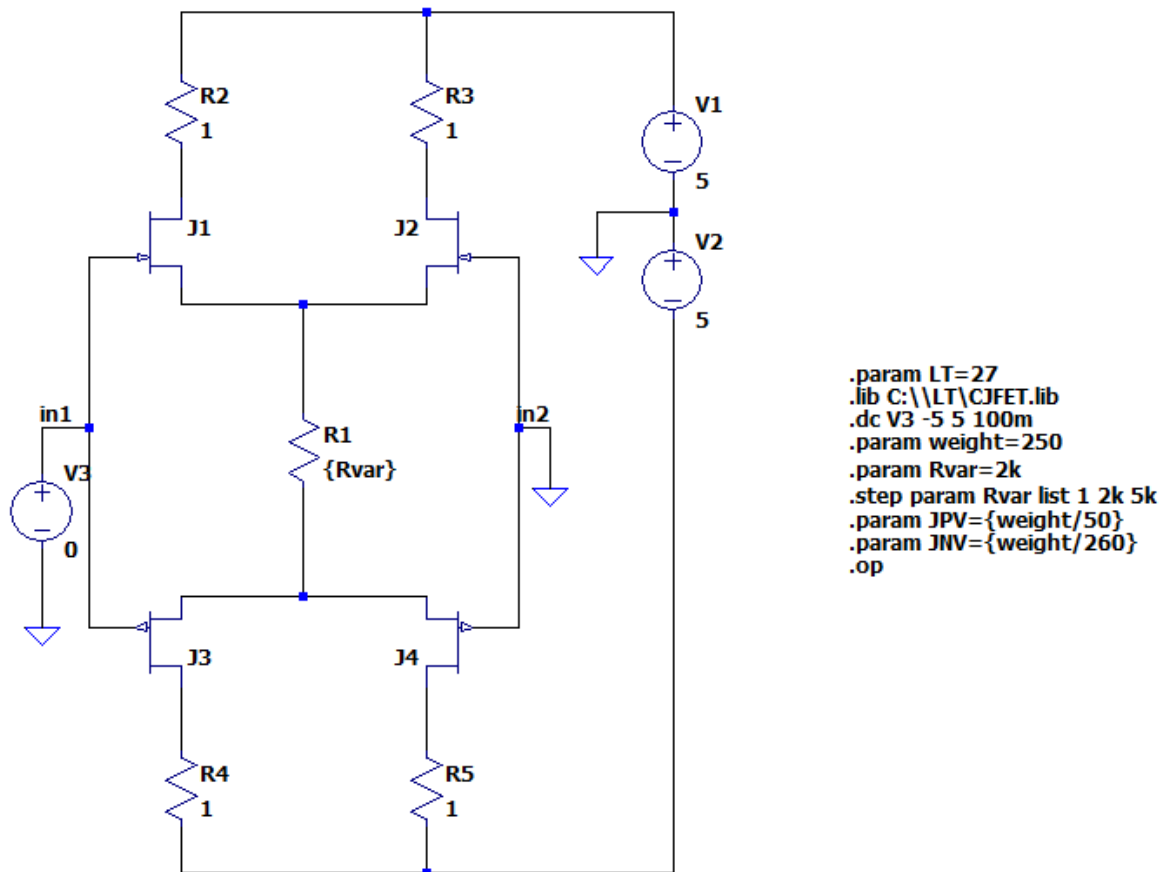 R2
1
R3
1
V1
5
J1
J2
V2
5
in1
in2
R1
{Rvar}
V3
0
J3
J4
R4
1
R5
1
.param LT=27
.lib C:\\LT\CJFET.lib
.dc V3 -5 5 100m
.param weight=250
.param Rvar=2k
.step param Rvar list 1 2k 5k
.param JPV={weight/50}
.param JNV={weight/260}
.op